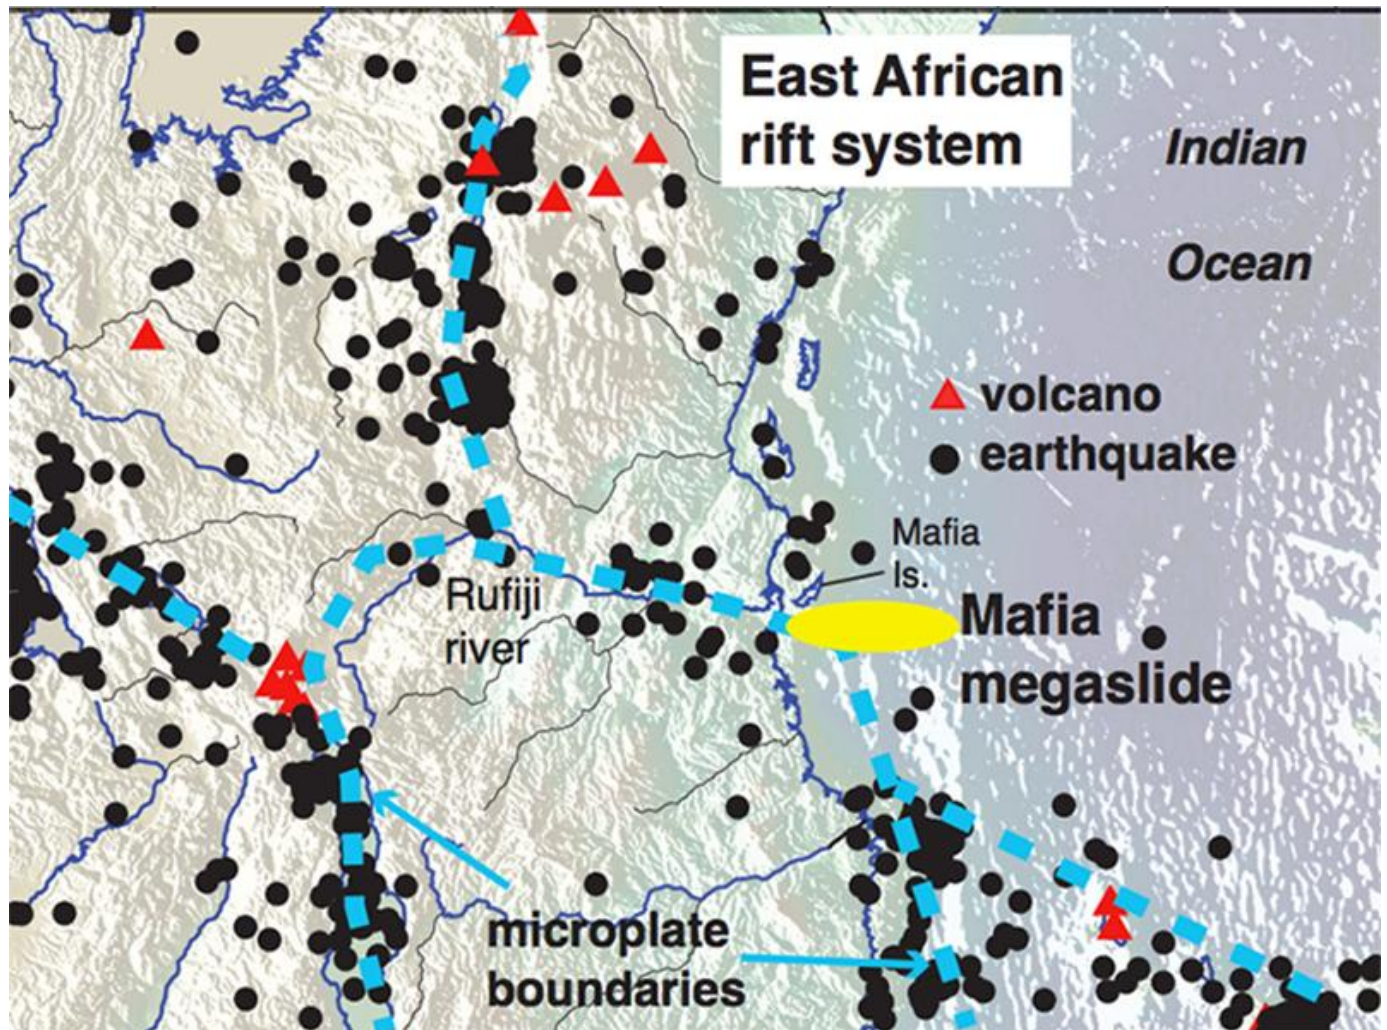 East African
rift system
Indian
Ocean
volcano
earthquake
Mafia
Is.
Rufiji
river
Mafia
megaslide
microplate
boundaries